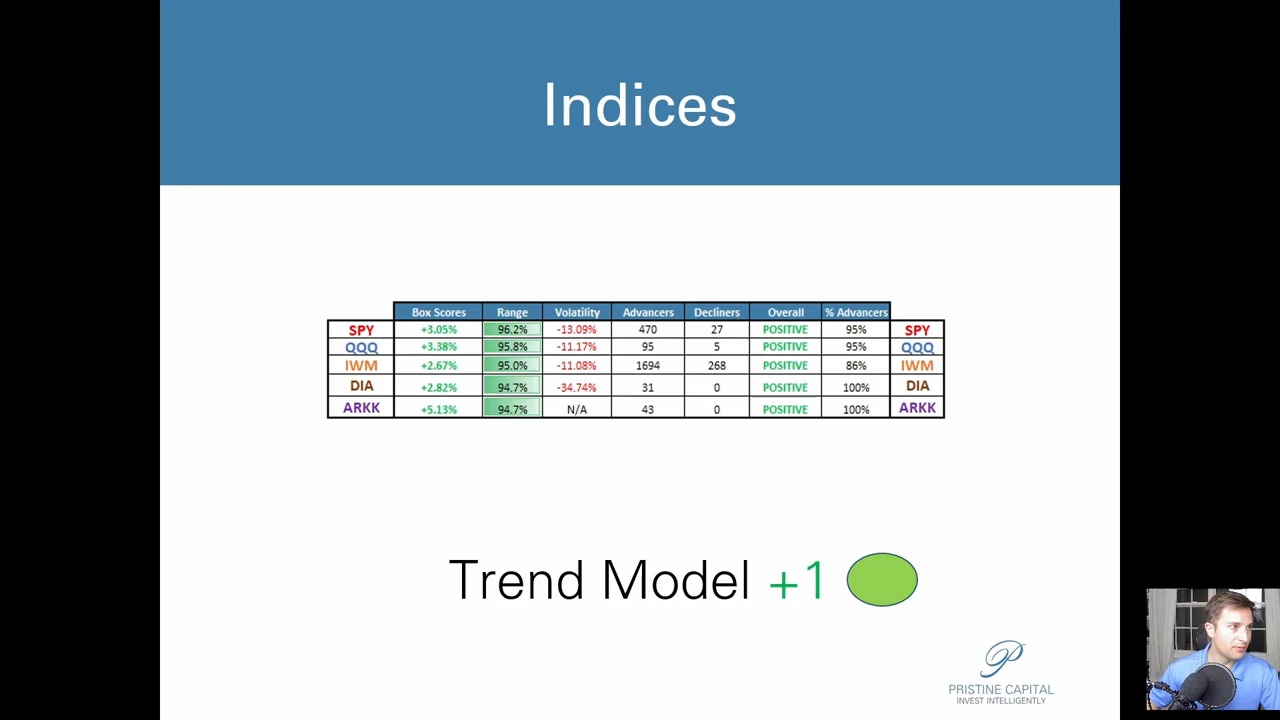 Indices
Box Scores Range Volatility Advancers Decliners Overall % Advancers
SPY +3.05% 96.2% -13.09% 470 27 POSITIVE 95% SPY
QQQ +3.38% 95.8% -11.17% 95 5 POSITIVE 95% QQQ
IWM +2.67% 95.0% -11.08% 1694 268 POSITIVE 86% IWM
DIA +2.82% 94.7% -34.74% 31 0 POSITIVE 100% DIA
ARKK +5.13% 94.7% N/A 43 0 POSITIVE 100% ARKK
Trend Model +1
P
PRISTINE CAPITAL
INVEST INTELLIGENTLY